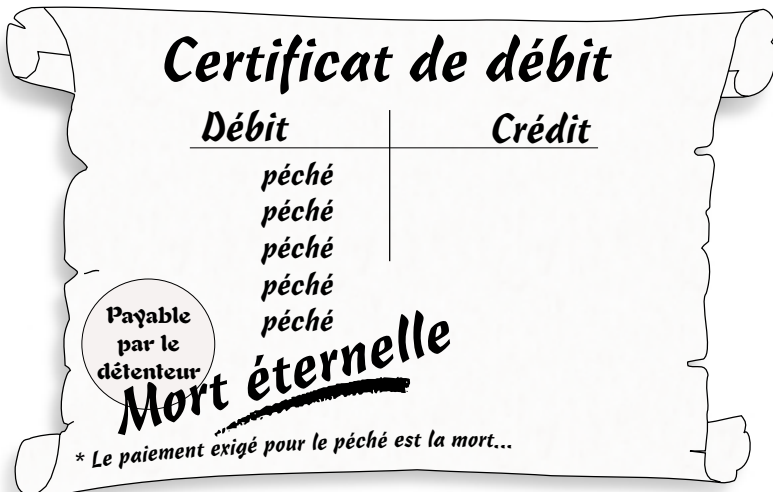 Certificat de débit
Débit Crédit
péché
péché
péché
péché
péché
Payable
par le
détenteur
Mort éternelle
* Le paiement exigé pour le péché est la mort...